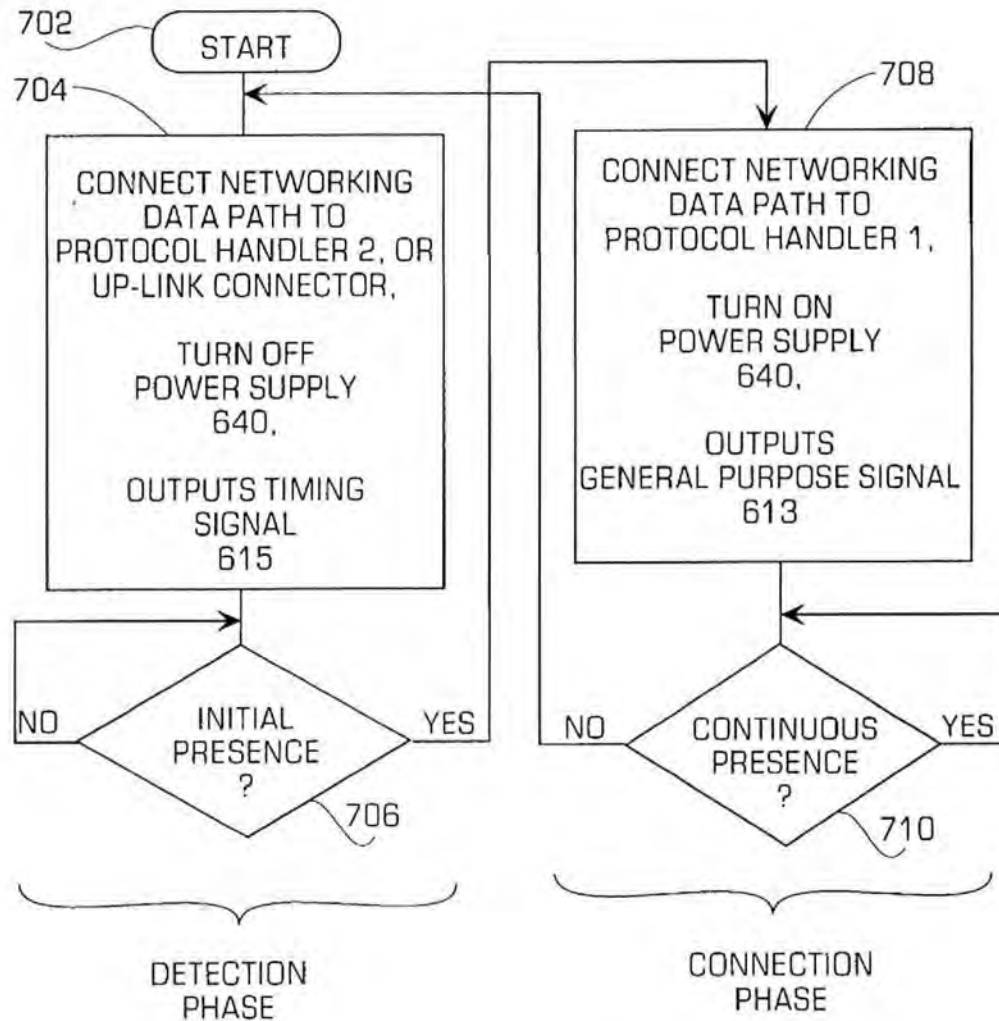 702
START
704
CONNECT NETWORKING
DATA PATH TO
PROTOCOL HANDLER 2, OR
UP-LINK CONNECTOR,
TURN OFF
POWER SUPPLY
640,
OUTPUTS TIMING
SIGNAL
615
NO
INITIAL
PRESENCE
?
YES
706
DETECTION
PHASE
708
CONNECT NETWORKING
DATA PATH TO
PROTOCOL HANDLER 1,
TURN ON
POWER SUPPLY
640,
OUTPUTS
GENERAL PURPOSE SIGNAL
613
NO
CONTINUOUS
PRESENCE
?
YES
710
CONNECTION
PHASE